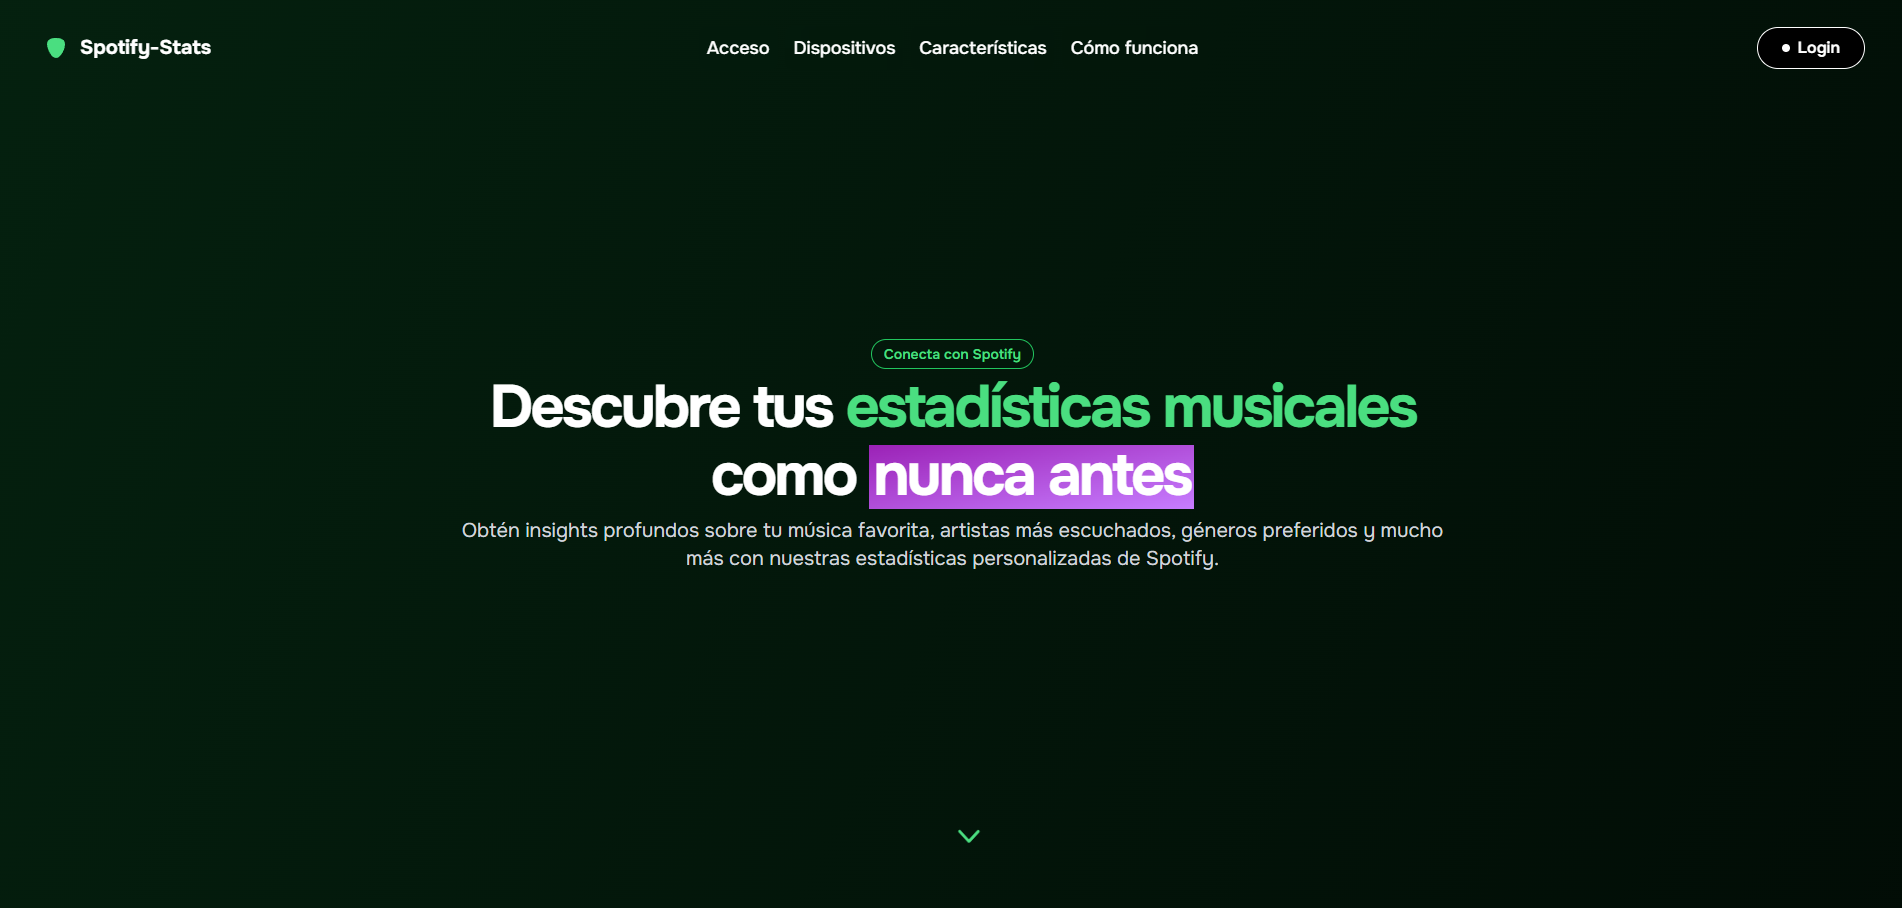 Spotify-Stats
Acceso
Dispositivos
Características
Cómo funciona
Login
Conecta con Spotify
Descubre tus estadísticas musicales
como nunca antes
Obtén insights profundos sobre tu música favorita, artistas más escuchados, géneros preferidos y mucho
más con nuestras estadísticas personalizadas de Spotify.